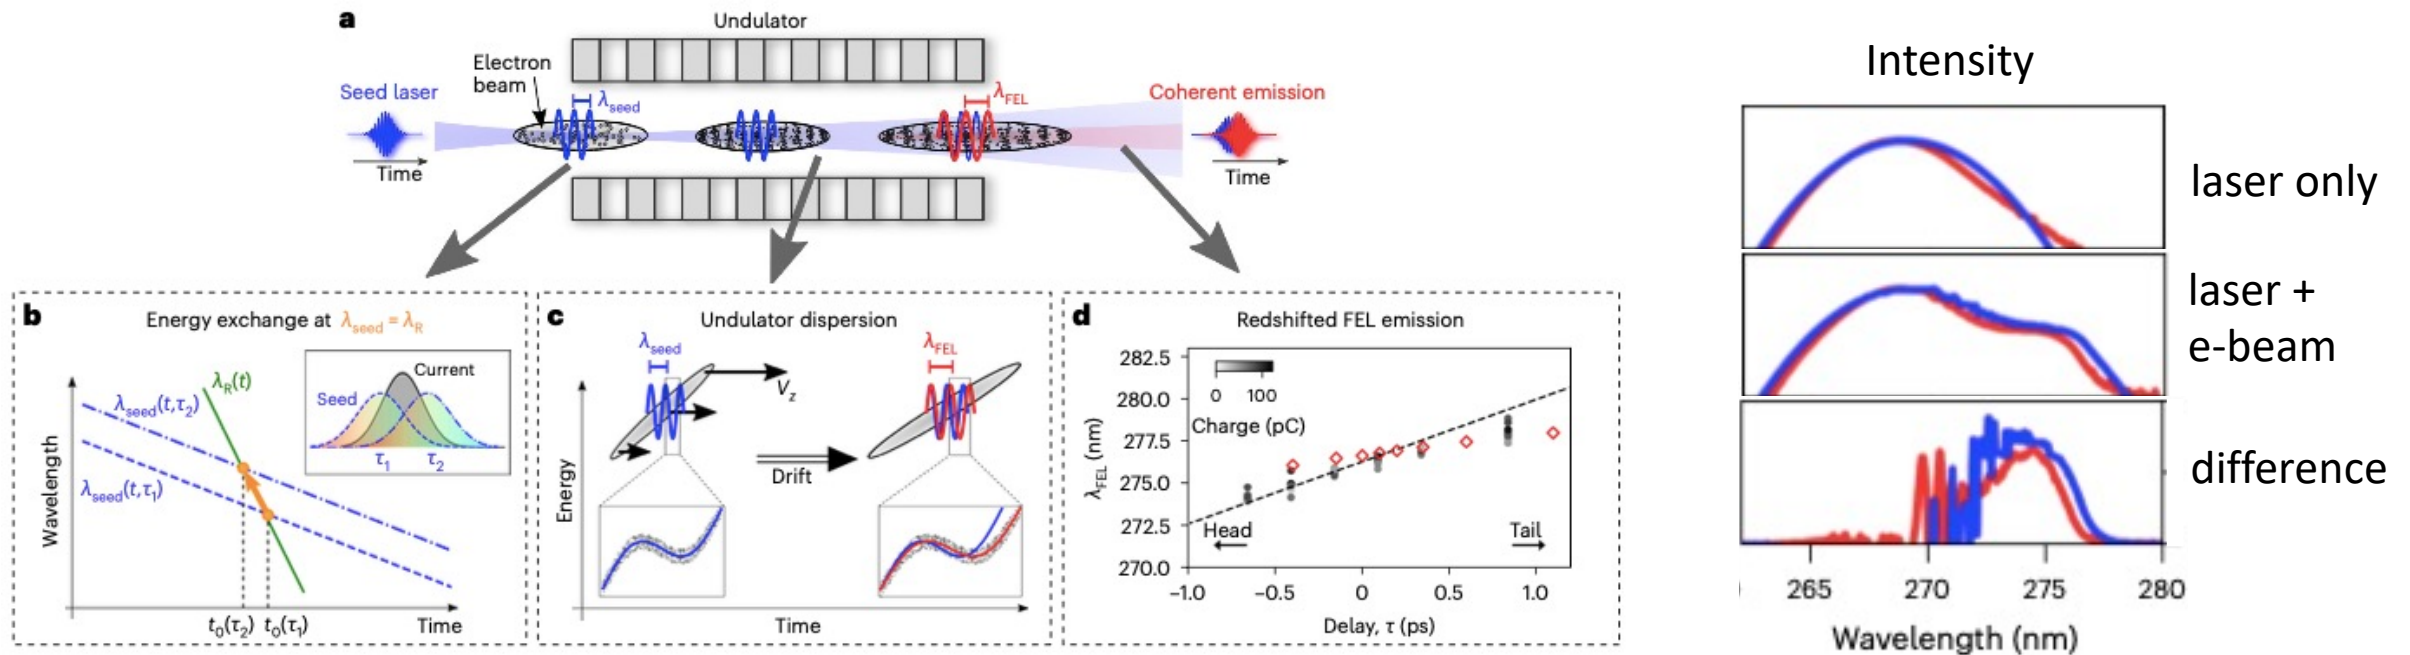 a
Undulator
Electron
beam
Seed laser
λseed
λFEL
Coherent emission
Time
Time
b
Energy exchange at λseed = λR
Current
Seed
τ1
τ2
λR(t)
λseed(t,τ2)
λseed(t,τ1)
Wavelength
t0(τ2) t0(τ1)
Time
c
Undulator dispersion
λseed
λFEL
Vz
Drift
Energy
Time
d
Redshifted FEL emission
282.5
280.0
277.5
275.0
272.5
270.0
λFEL (nm)
0 100
Charge (pC)
Head
Tail
−1.0 −0.5 0 0.5 1.0
Delay, τ (ps)
Intensity
laser only
laser +
e-beam
difference
265 270 275 280
Wavelength (nm)